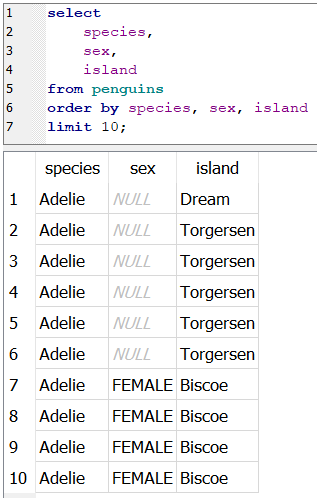 1 select
2 species,
3 sex,
4 island
5 from penguins
6 order by species, sex, island
7 limit 10;
species sex island
1 Adelie NULL Dream
2 Adelie NULL Torgersen
3 Adelie NULL Torgersen
4 Adelie NULL Torgersen
5 Adelie NULL Torgersen
6 Adelie NULL Torgersen
7 Adelie FEMALE Biscoe
8 Adelie FEMALE Biscoe
9 Adelie FEMALE Biscoe
10 Adelie FEMALE Biscoe